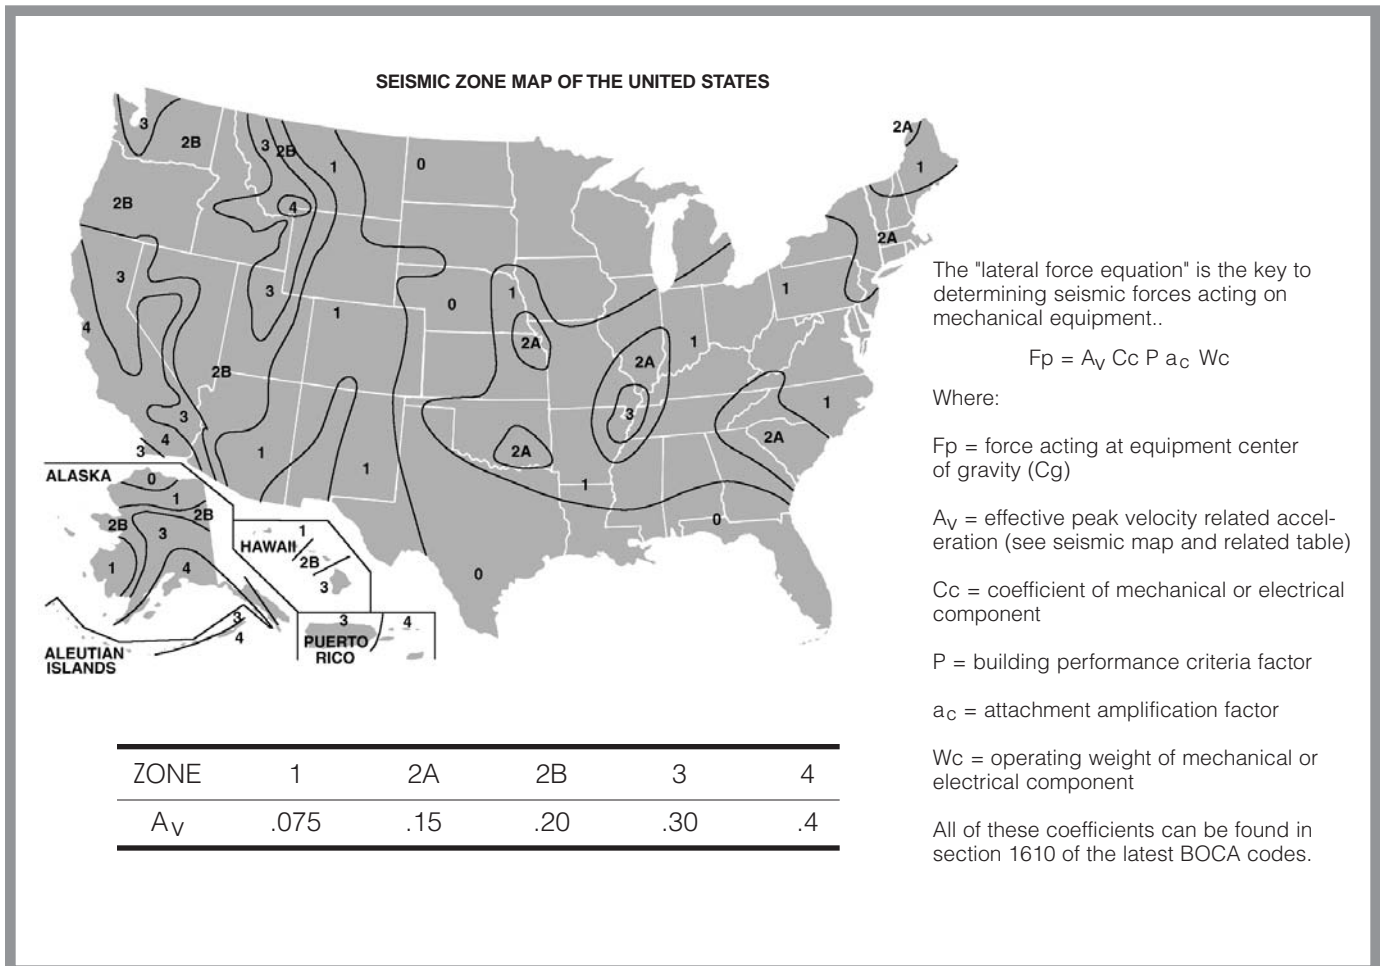 SEISMIC ZONE MAP OF THE UNITED STATES
3
2B
3
2B
1
0
2A
1
2B
4
2A
3
3
1
0
1
1
4
2A
1
2B
2A
3
3
1
4
2A
2A
3
1
1
1
0
0
ALASKA
0
1
2B
2B
3
1
4
HAWAII
1
2B
3
3
4
ALEUTIAN
ISLANDS
3
4
PUERTO
RICO
The "lateral force equation" is the key to
determining seismic forces acting on
mechanical equipment..
Fp = Av Cc P ac Wc
Where:
Fp = force acting at equipment center
of gravity (Cg)
Av = effective peak velocity related accel-
eration (see seismic map and related table)
Cc = coefficient of mechanical or electrical
component
P = building performance criteria factor
ac = attachment amplification factor
Wc = operating weight of mechanical or
electrical component
All of these coefficients can be found in
section 1610 of the latest BOCA codes.
ZONE 1 2A 2B 3 4
Av .075 .15 .20 .30 .4